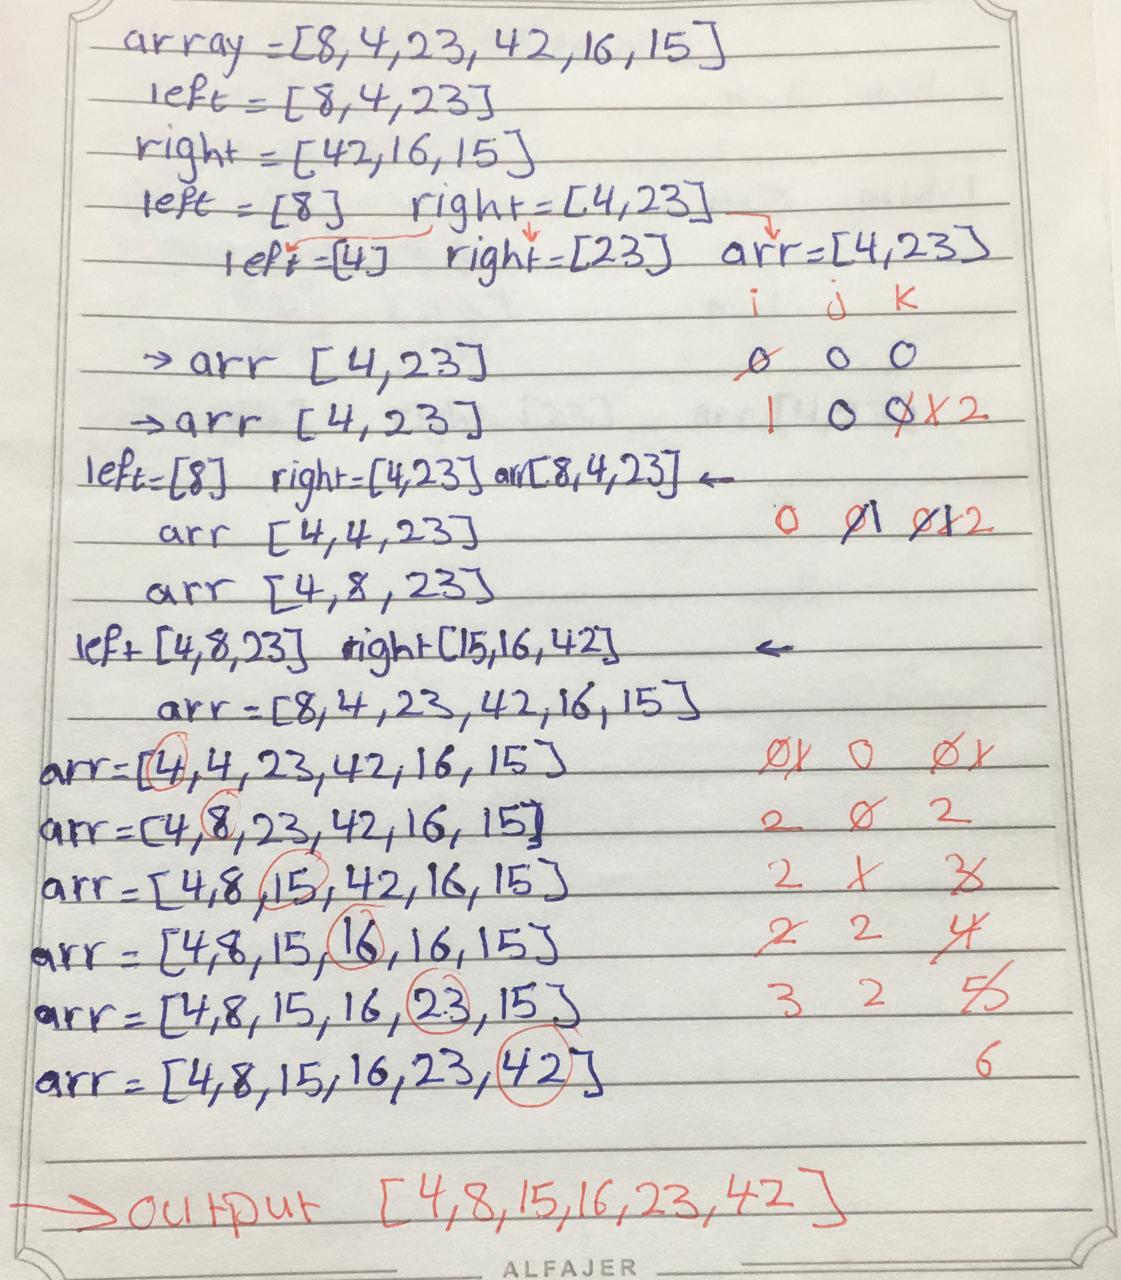 array = [8,4,23, 42,16,15]
left = [8,4,23]
right = [42,16,15]
left = [8] right = [4,23]
left = [4] right = [23] arr = [4,23]
i j k
→ arr [4,23] 0 0 0
→ arr [4,23] 1 0 0 1 2
left = [8] right = [4,23] arr[8,4,23] ←
arr [4,4,23] 0 0 1 0 1 2
arr [4,8,23]
left [4,8,23] right [15,16,42] ←
arr = [8,4,23,42,16,15]
arr = [4,4,23,42,16,15] 0 1 0 0 1
arr = [4,8,23,42,16,15] 2 0 2
arr = [4,8,15,42,16,15] 2 1 3
arr = [4,8,15,16,16,15] 2 2 4
arr = [4,8,15,16,23,15] 3 2 5
arr = [4,8,15,16,23,42] 6
→ output [4,8,15,16,23,42]
ALFAJER